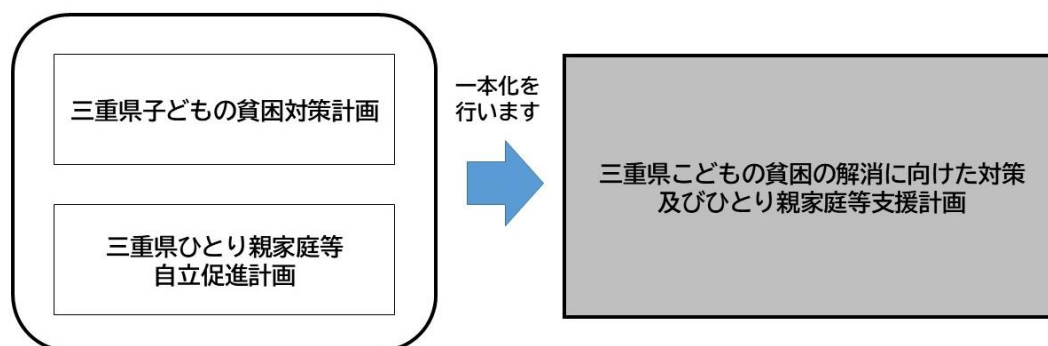 三重県子どもの貧困対策計画
三重県ひとり親家庭等
自立促進計画
一本化を
行います
三重県こどもの貧困の解消に向けた対策
及びひとり親家庭等支援計画